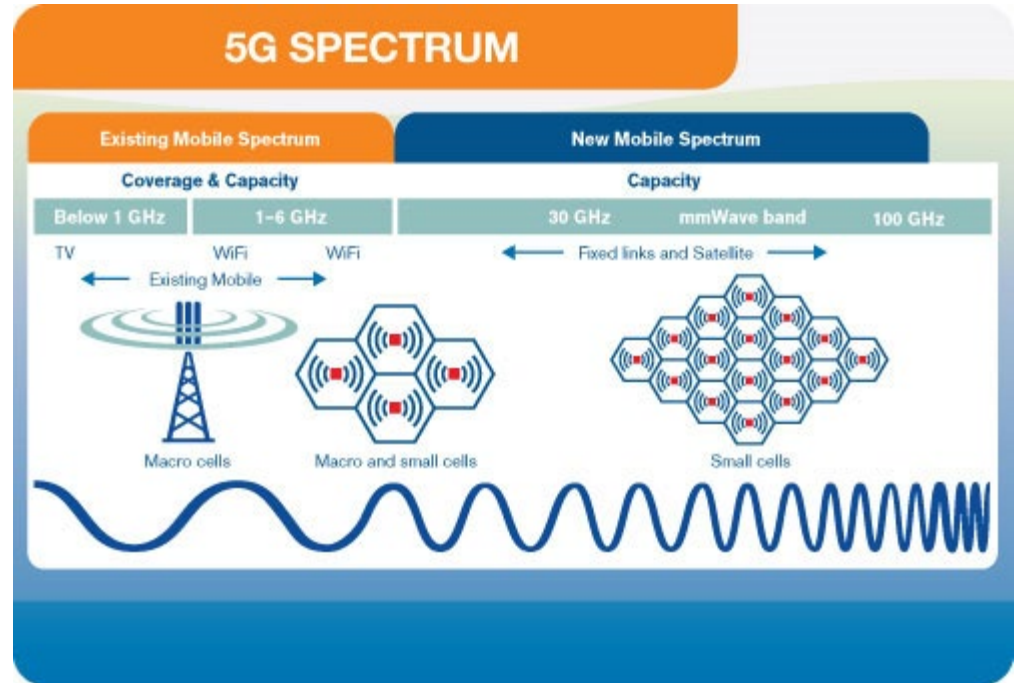 5G SPECTRUM
Existing Mobile Spectrum
New Mobile Spectrum
Coverage & Capacity
Capacity
Below 1 GHz
1–6 GHz
30 GHz
mmWave band
100 GHz
TV
WiFi
WiFi
Fixed links and Satellite
Existing Mobile
Macro cells
Macro and small cells
Small cells